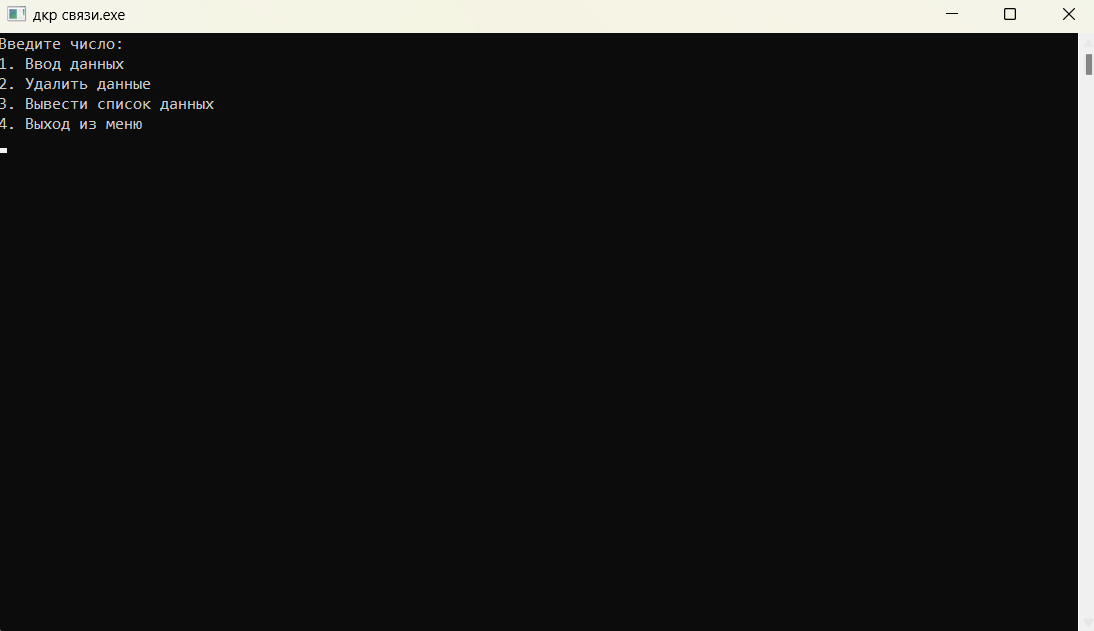 дкр связи.exe
Введите число:
1. Ввод данных
2. Удалить данные
3. Вывести список данных
4. Выход из меню